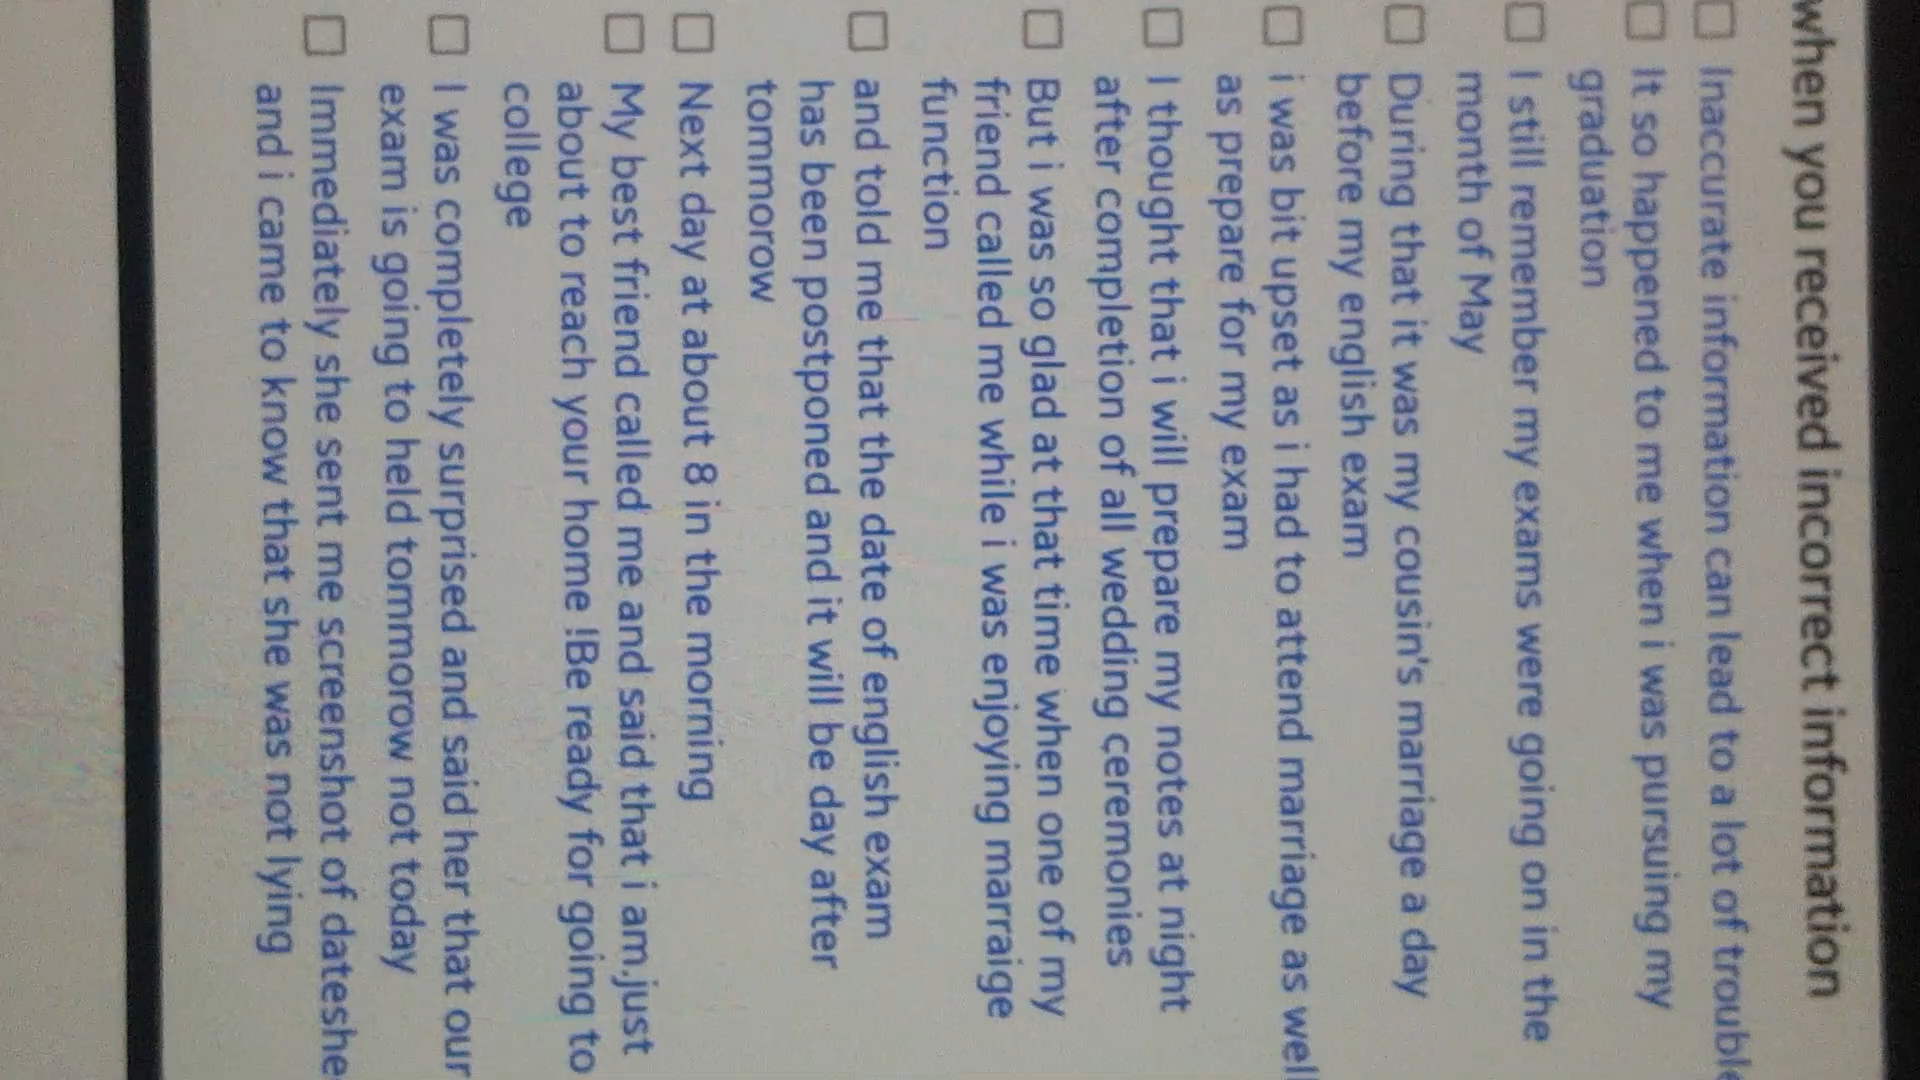 when you received incorrect information
Inaccurate information can lead to a lot of trouble
It so happened to me when i was pursuing my
graduation
I still remember my exams were going on in the
month of May
During that it was my cousin's marriage a day
before my english exam
i was bit upset as i had to attend marriage as well
as prepare for my exam
I thought that i will prepare my notes at night
after completion of all wedding ceremonies
But i was so glad at that time when one of my
friend called me while i was enjoying marraige
function
and told me that the date of english exam
has been postponed and it will be day after
tommorow
Next day at about 8 in the morning
My best friend called me and said that i am.just
about to reach your home !Be ready for going to
college
I was completely surprised and said her that our
exam is going to held tommorow not today
Immediately she sent me screenshot of dateshe
and i came to know that she was not lying